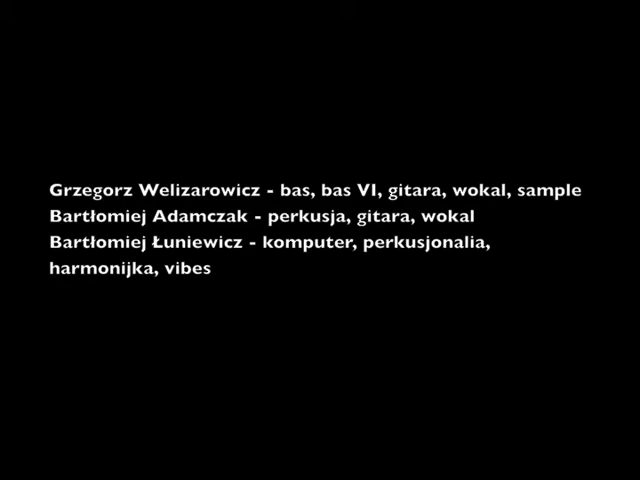 Grzegorz Welizarowicz - bas, bas VI, gitara, wokal, sample
Bartłomiej Adamczak - perkusja, gitara, wokal
Bartłomiej Łuniewicz - komputer, perkusjonalia,
harmonijka, vibes